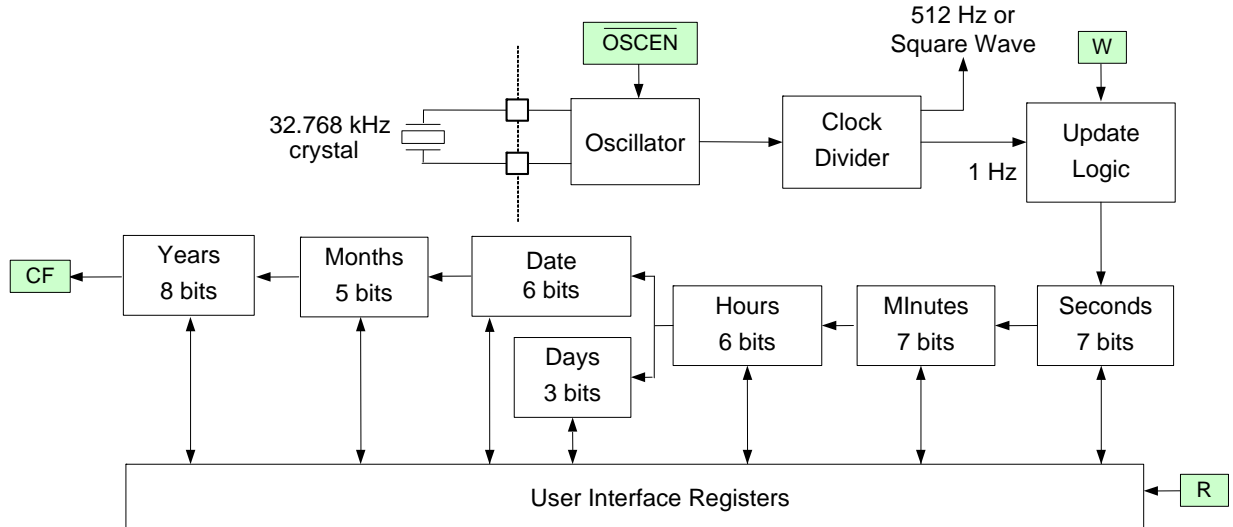 512 Hz or
Square Wave
OSCEN
W
32.768 kHz
crystal
Oscillator
Clock
Divider
1 Hz
Update
Logic
CF
Years
8 bits
Months
5 bits
Date
6 bits
Days
3 bits
Hours
6 bits
MInutes
7 bits
Seconds
7 bits
User Interface Registers
R